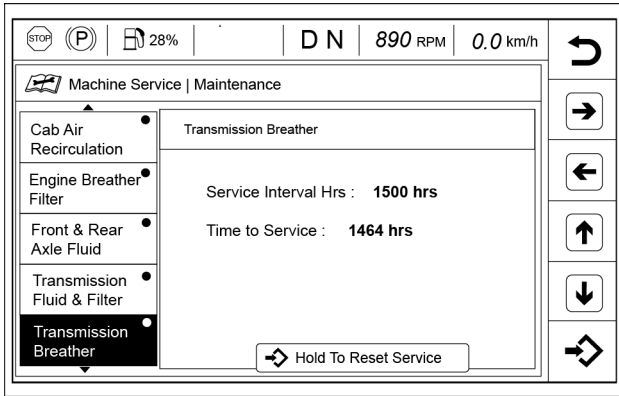 STOP P 28% D N 890 RPM 0.0 km/h
Machine Service | Maintenance
Cab Air
Recirculation
Engine Breather
Filter
Front & Rear
Axle Fluid
Transmission
Fluid & Filter
Transmission
Breather
Transmission Breather
Service Interval Hrs : 1500 hrs
Time to Service : 1464 hrs
Hold To Reset Service